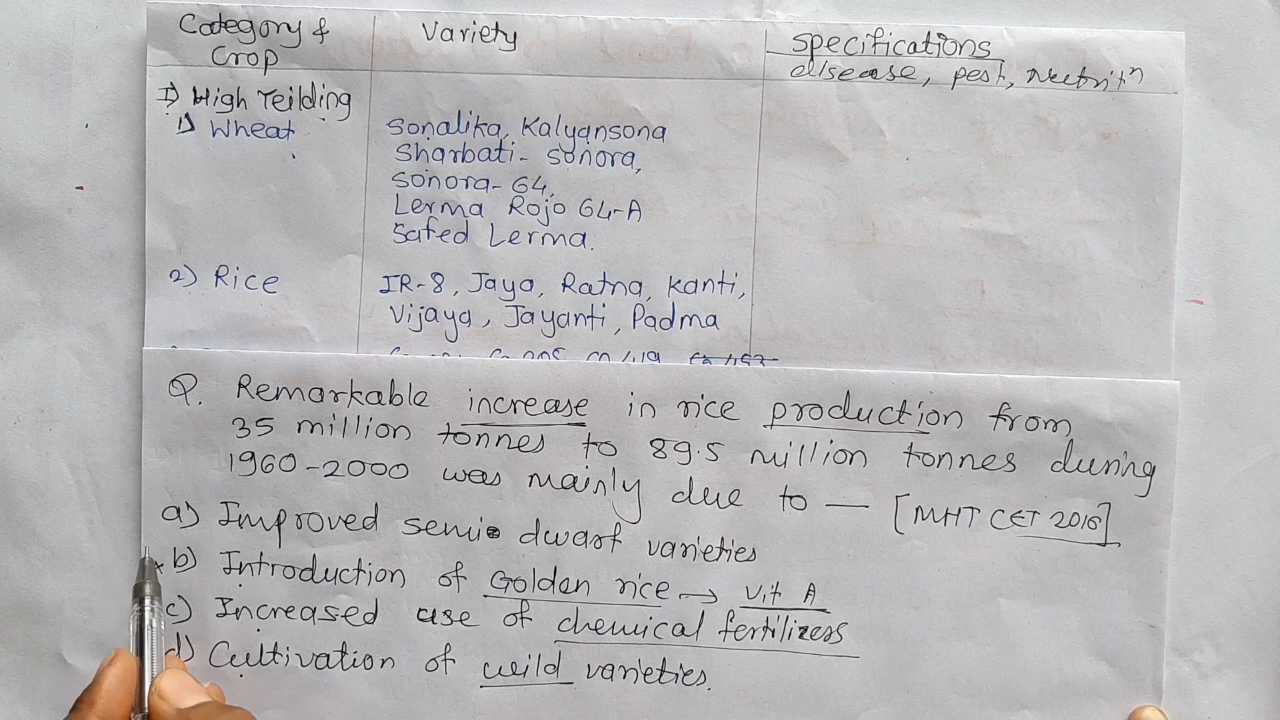 Category &
Crop
Variety
specifications
disease, pest, Neutritⁿ
I) High Yeilding
1) Wheat
Sonalika, Kalyansona
Sharbati- sonora,
Sonora- 64,
Lerma Rojo 64-A
Safed Lerma.
2) Rice
IR-8, Jaya, Ratna, Kanti,
Vijaya, Jayanti, Padma
Q. Remarkable increase in rice production from
35 million tonnes to 89.5 million tonnes during
1960-2000 was mainly due to — [MHT CET 2016]
a) Improved semi dwarf varieties
b) Introduction of Golden rice → Vit A
c) Increased use of chemical fertilizers
d) Cultivation of wild varieties.